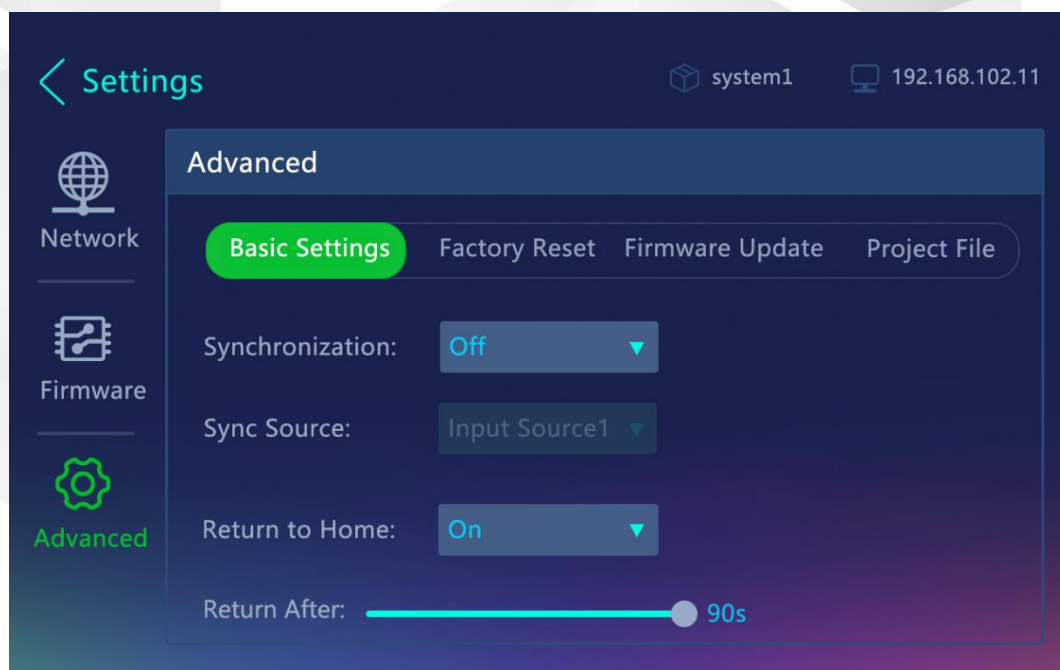 Settings
system1
192.168.102.11
Advanced
Network
Basic Settings
Factory Reset
Firmware Update
Project File
Synchronization:
Off
Firmware
Sync Source:
Input Source1
Advanced
Return to Home:
On
Return After:
90s